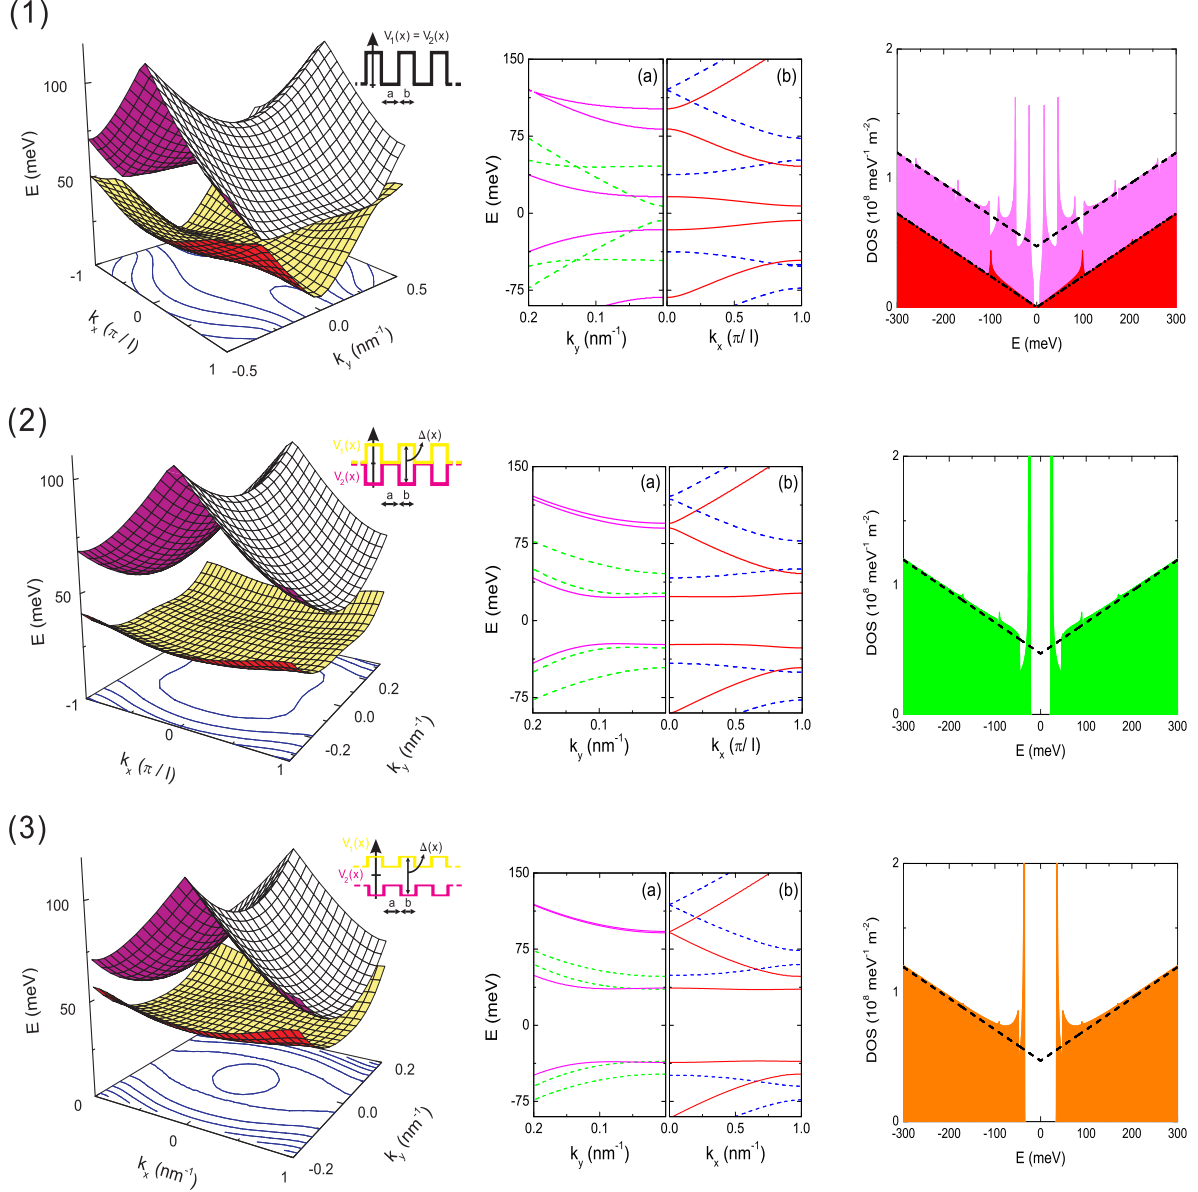 (1)
V₁(x) = V₂(x)
a b
100
50
E (meV)
-1
0
1
kₓ (π / l)
-0.5
0.0
0.5
k_y (nm⁻¹)
150
75
0
-75
E (meV)
(a)
(b)
0.2 0.1 0.0 0.5 1.0
k_y (nm⁻¹)
kₓ (π/ l)
2
1
0
DOS (10⁸ meV⁻¹ m⁻²)
-300 -200 -100 0 100 200 300
E (meV)
(2)
V₁(x)
V₂(x)
Δ(x)
a b
100
50
0
E (meV)
-1
0
1
kₓ (π / l)
-0.2
0.0
0.2
k_y (nm⁻¹)
150
75
0
-75
E (meV)
(a)
(b)
0.2 0.1 0.0 0.5 1.0
k_y (nm⁻¹)
kₓ (π/ l)
2
1
0
DOS (10⁸ meV⁻¹ m⁻²)
-300 -200 -100 0 100 200 300
E (meV)
(3)
V₁(x)
V₂(x)
Δ(x)
a b
100
50
0
E (meV)
0
0
1
kₓ (nm⁻¹)
-0.2
0.0
0.2
k_y (nm⁻¹)
150
75
0
-75
E (meV)
(a)
(b)
0.2 0.1 0.0 0.5 1.0
k_y (nm⁻¹)
kₓ (nm⁻¹)
2
1
0
DOS (10⁸ meV⁻¹ m⁻²)
-300 -200 -100 0 100 200 300
E (meV)